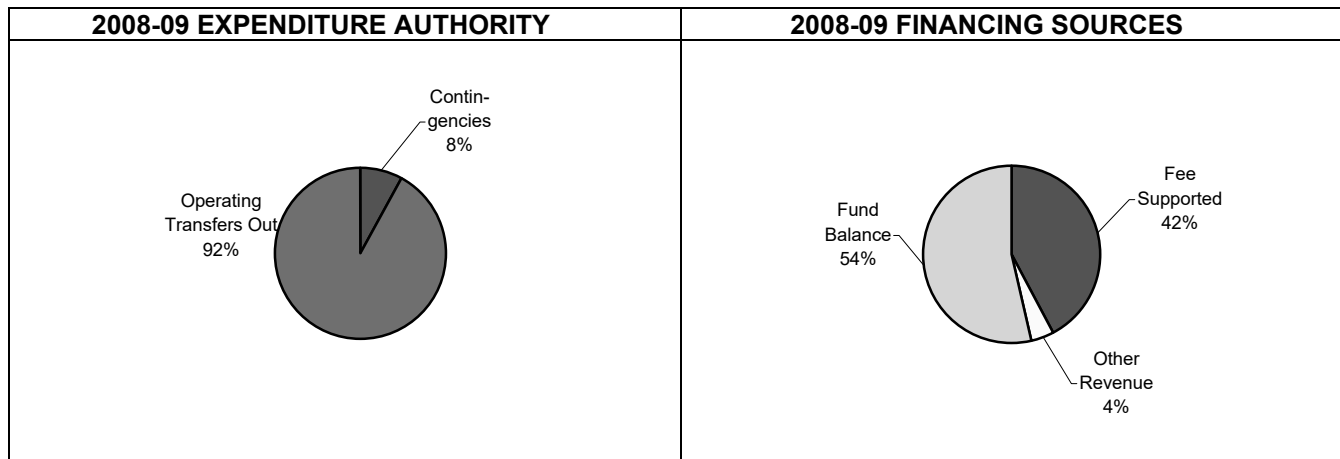 2008-09 EXPENDITURE AUTHORITY
Contin-
gencies
8%
Operating
Transfers Out
92%
2008-09 FINANCING SOURCES
Fee
Supported
42%
Fund
Balance
54%
Other
Revenue
4%